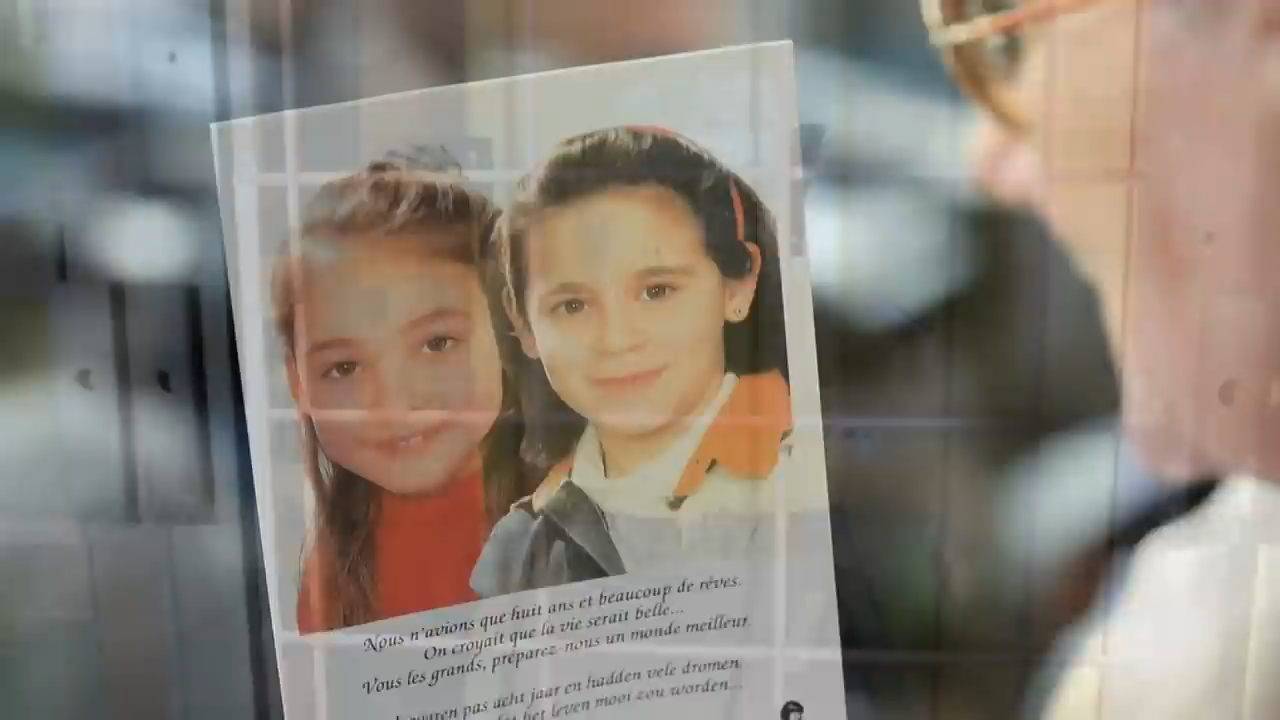 Nous n'avions que huit ans et beaucoup de rêves.
On croyait que la vie serait belle...
Vous les grands, préparez-nous un monde meilleur.
waren pas acht jaar en hadden vele dromen.
het leven mooi zou worden...